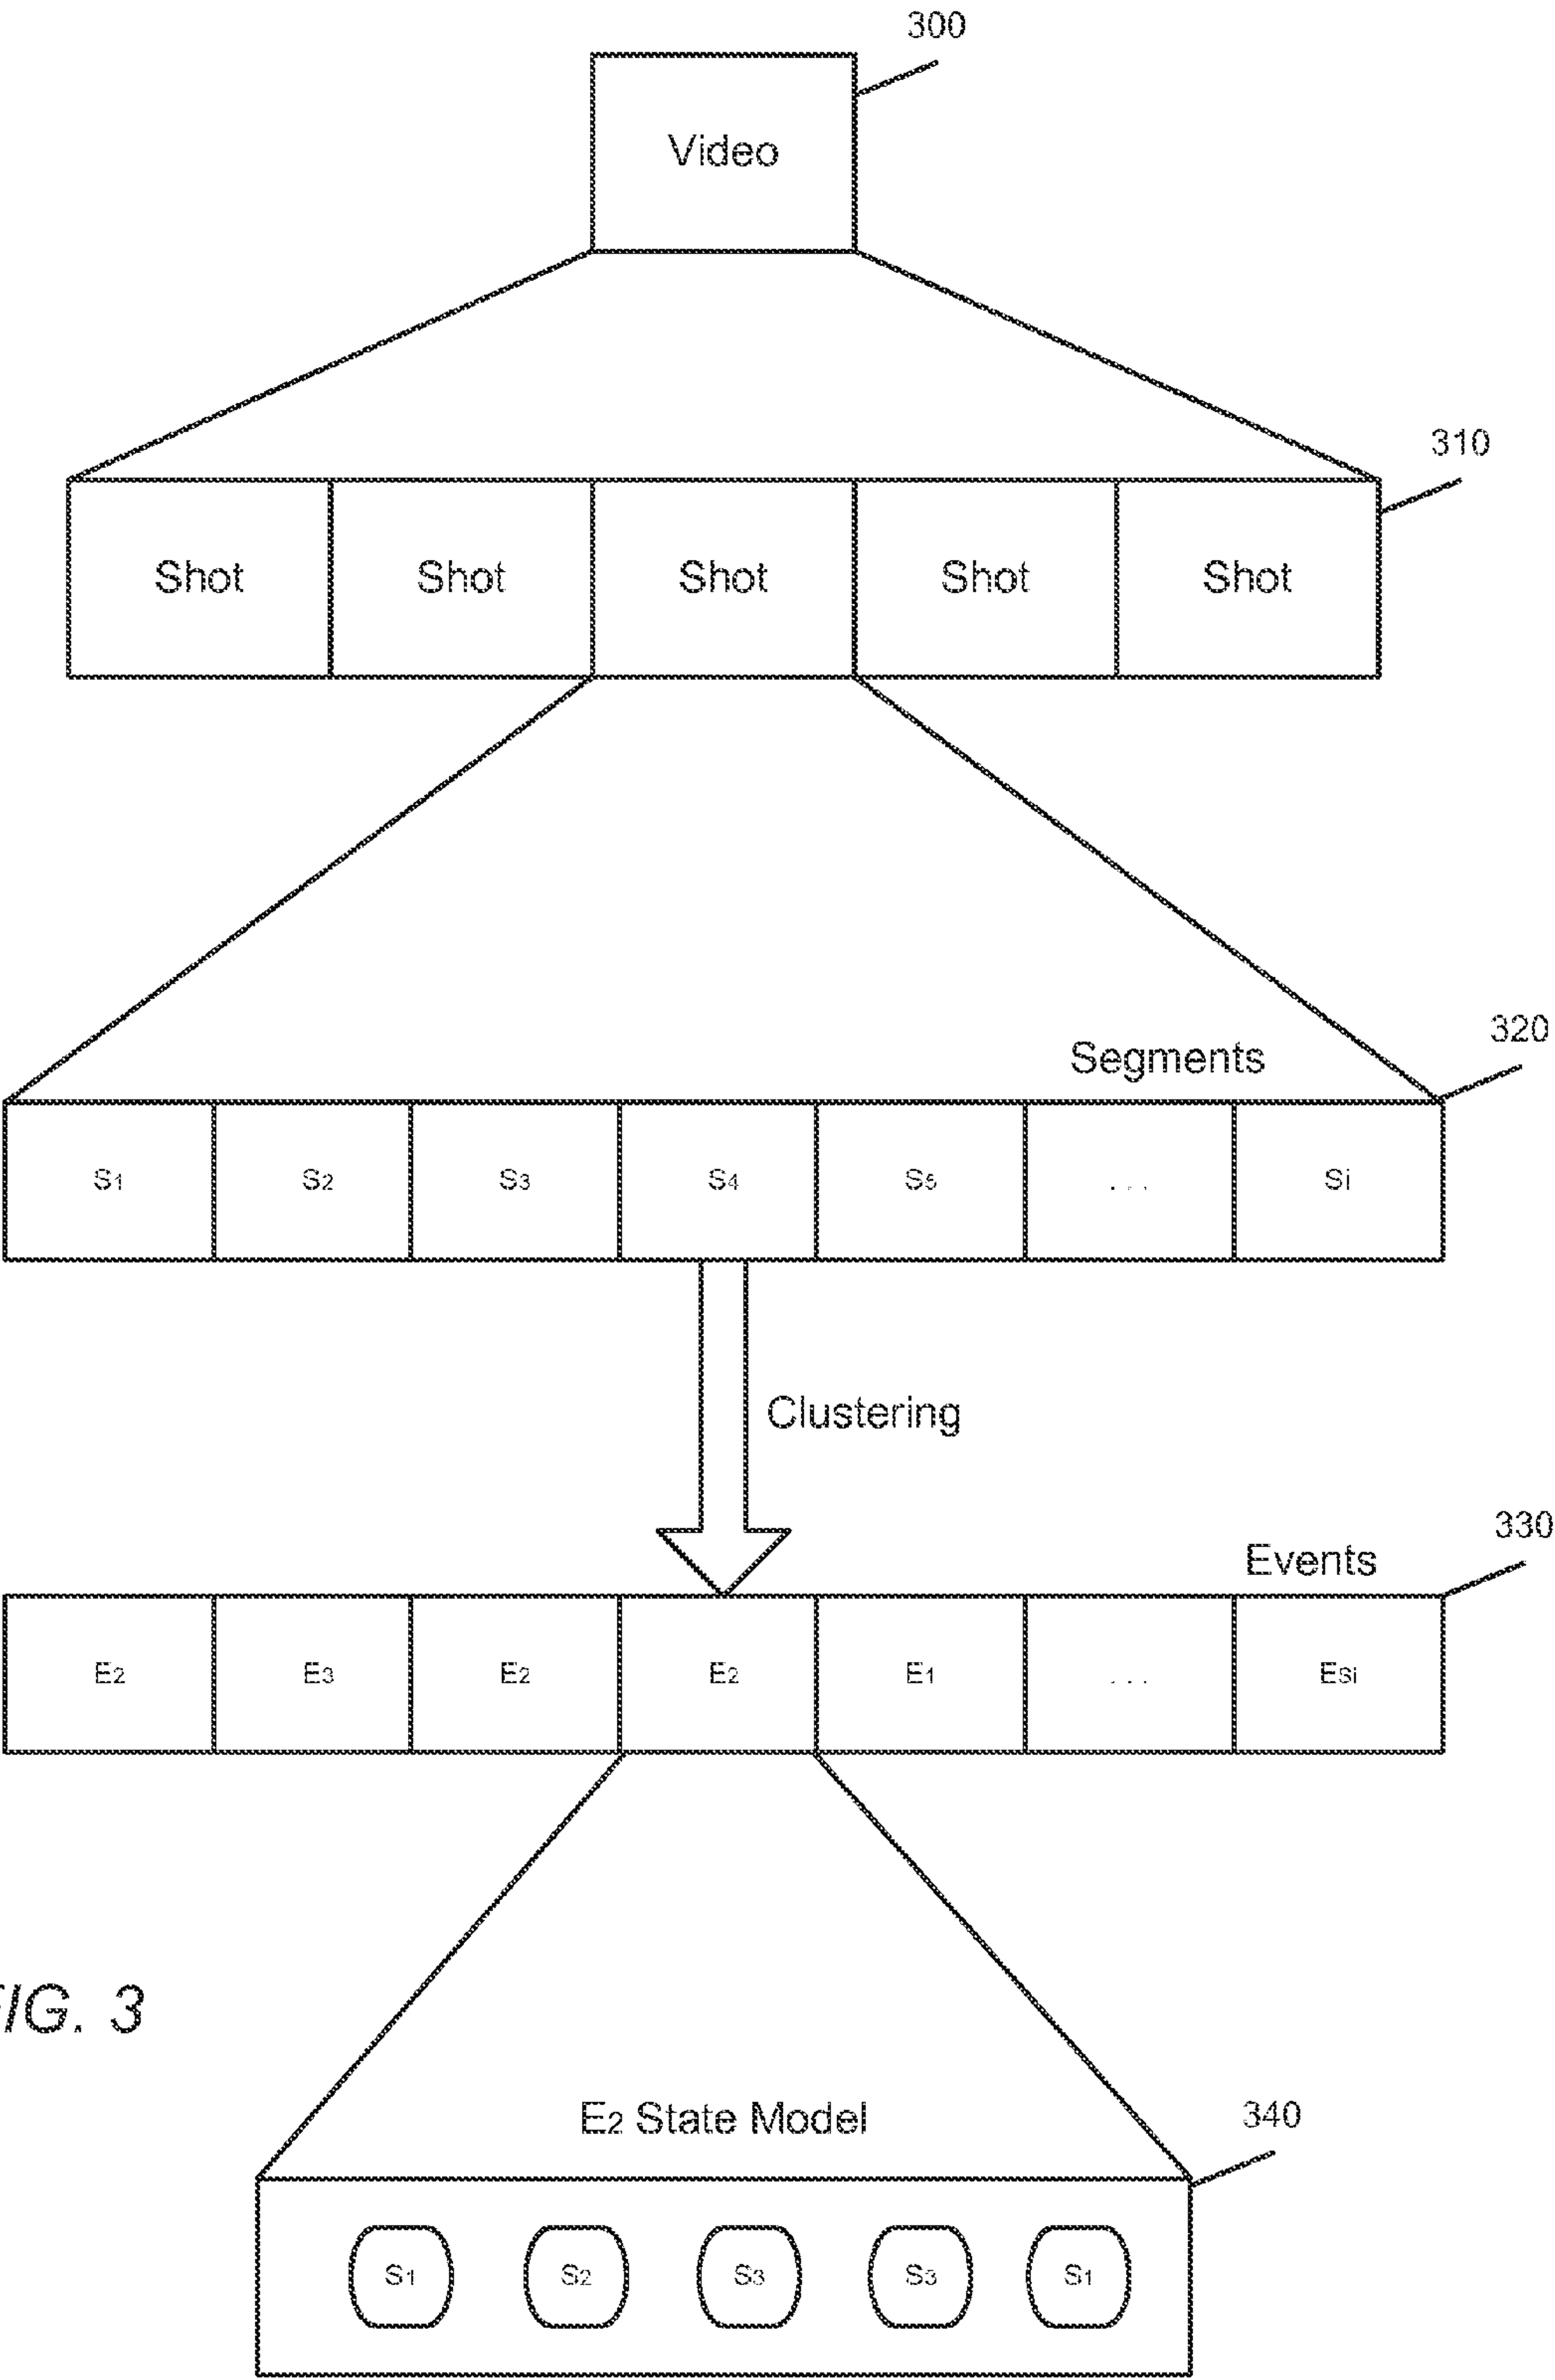 300
Video
310
Shot Shot Shot Shot Shot
320
Segments
S1 S2 S3 S4 S5 ... Si
Clustering
330
Events
E2 E3 E2 E2 E1 ... ESi
FIG. 3
E2 State Model
340
S1 S2 S3 S3 S1